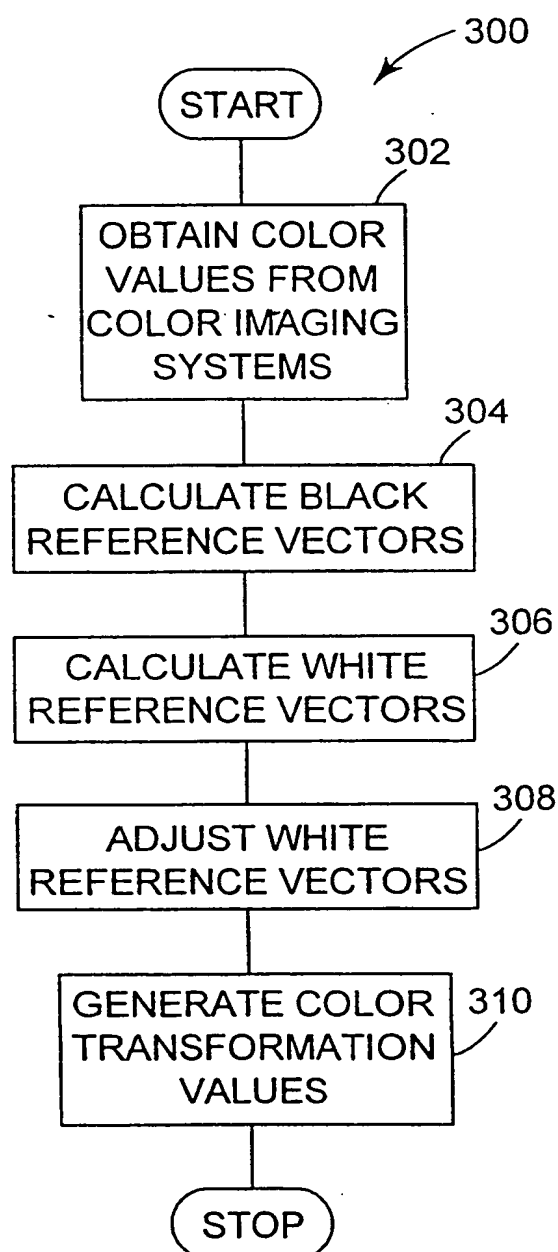 300
START
302
OBTAIN COLOR
VALUES FROM
COLOR IMAGING
SYSTEMS
304
CALCULATE BLACK
REFERENCE VECTORS
306
CALCULATE WHITE
REFERENCE VECTORS
308
ADJUST WHITE
REFERENCE VECTORS
310
GENERATE COLOR
TRANSFORMATION
VALUES
STOP